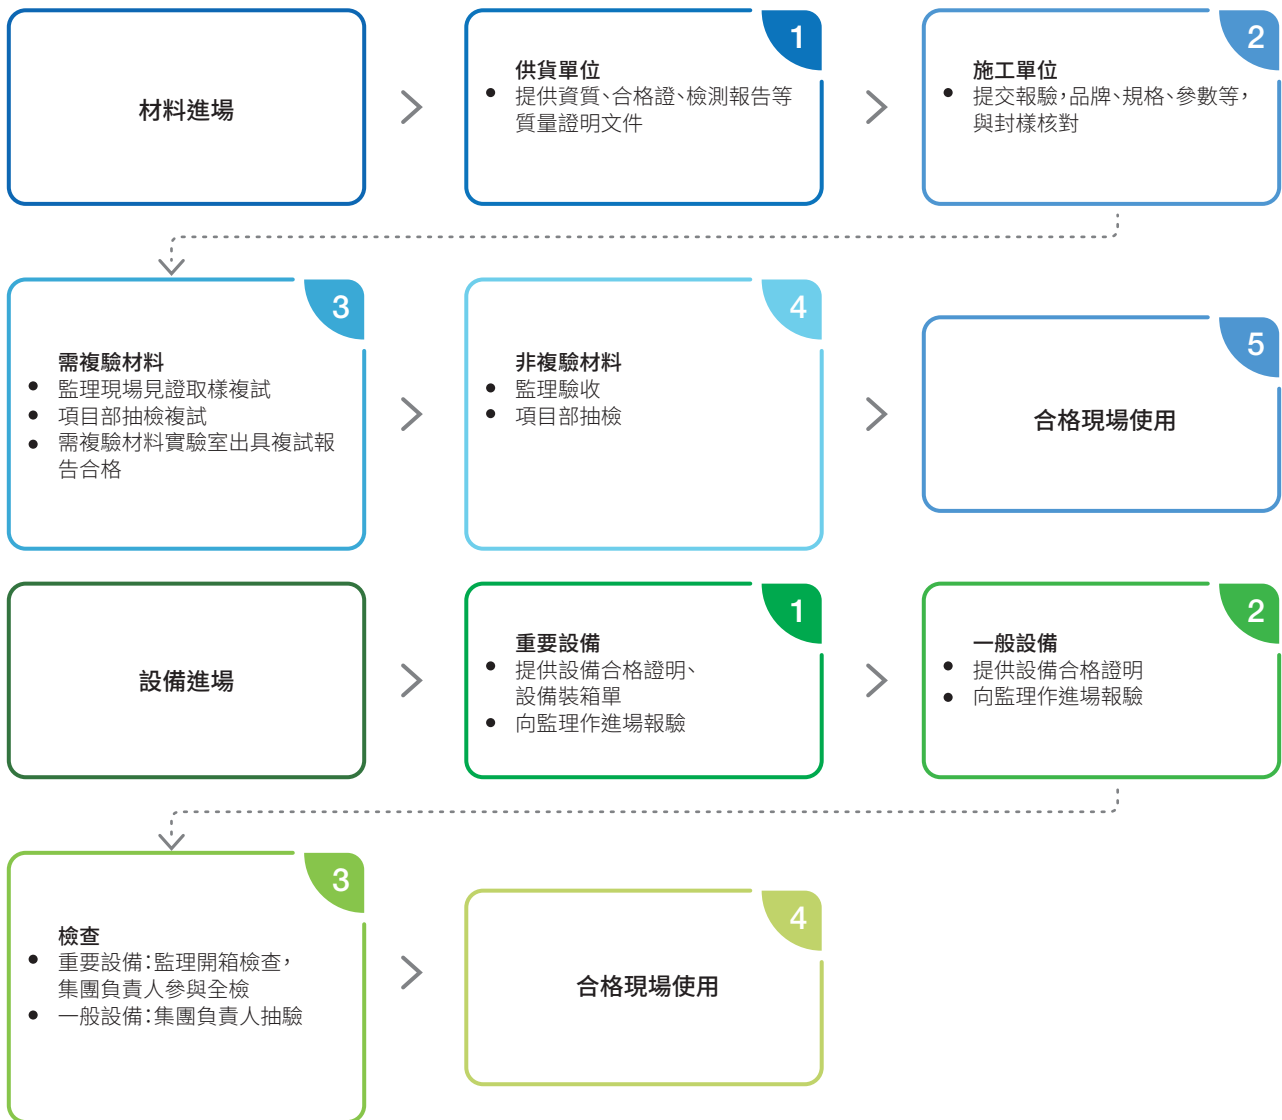 材料進場
1
供貨單位
● 提供資質、合格證、檢測報告等
質量證明文件
2
施工單位
● 提交報驗，品牌、規格、參數等，
與封樣核對
3
需複驗材料
● 監理現場見證取樣複試
● 項目部抽檢複試
● 需複驗材料實驗室出具複試報
告合格
4
非複驗材料
● 監理驗收
● 項目部抽檢
5
合格現場使用
設備進場
1
重要設備
● 提供設備合格證明、
設備裝箱單
● 向監理作進場報驗
2
一般設備
● 提供設備合格證明
● 向監理作進場報驗
3
檢查
● 重要設備：監理開箱檢查，
集團負責人參與全檢
● 一般設備：集團負責人抽驗
4
合格現場使用